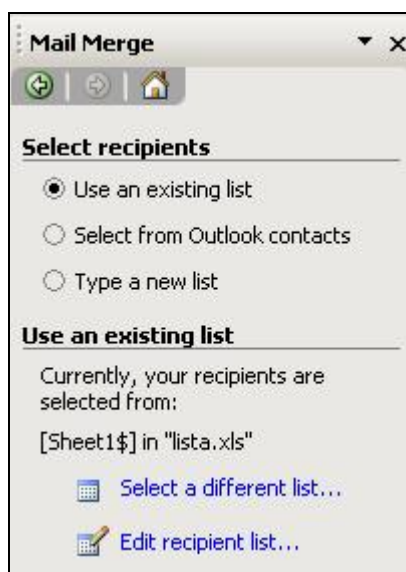 Mail Merge
Select recipients
Use an existing list
Select from Outlook contacts
Type a new list
Use an existing list
Currently, your recipients are
selected from:
[Sheet1$] in "lista.xls"
Select a different list...
Edit recipient list...